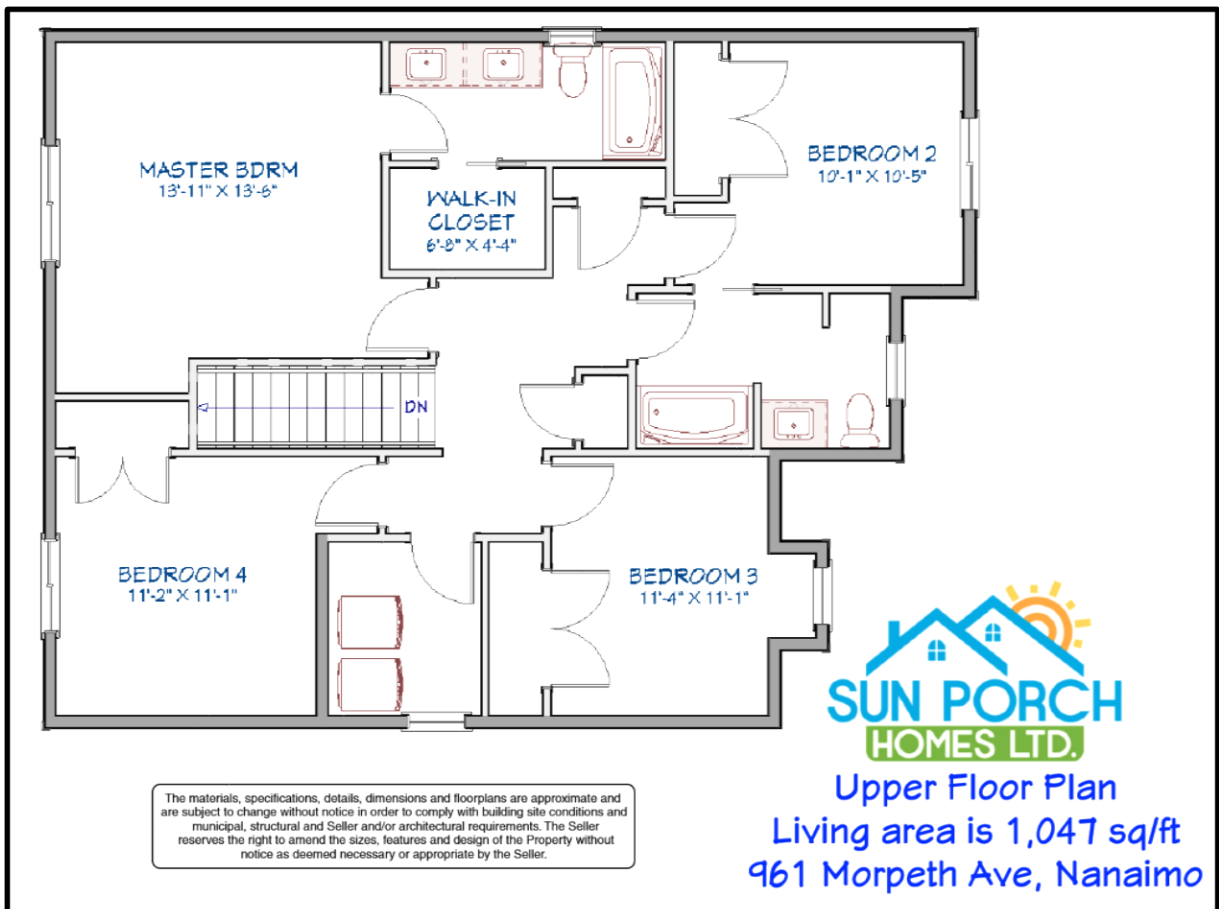 MASTER BDRM
13'-11" X 13'-6"
WALK-IN
CLOSET
6'-8" X 4'-4"
BEDROOM 2
10'-1" X 10'-5"
DN
BEDROOM 4
11'-2" X 11'-1"
BEDROOM 3
11'-4" X 11'-1"
SUN PORCH
HOMES LTD.
Upper Floor Plan
Living area is 1,047 sq/ft
961 Morpeth Ave, Nanaimo
The materials, specifications, details, dimensions and floorplans are approximate and
are subject to change without notice in order to comply with building site conditions and
municipal, structural and Seller and/or architectural requirements. The Seller
reserves the right to amend the sizes, features and design of the Property without
notice as deemed necessary or appropriate by the Seller.